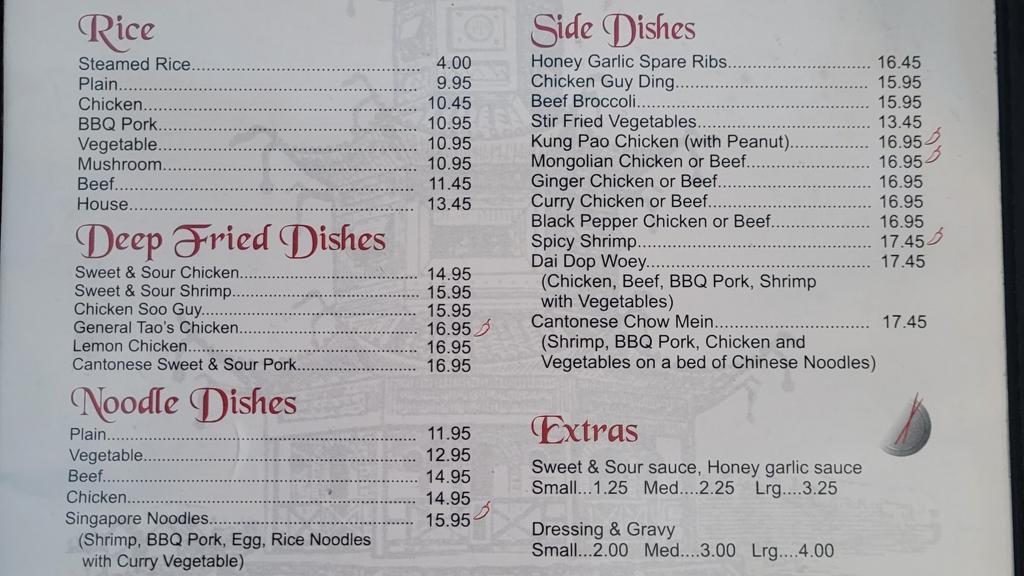 Rice
Steamed Rice........ 4.00
Plain........ 9.95
Chicken........ 10.45
BBQ Pork........ 10.95
Vegetable........ 10.95
Mushroom........ 10.95
Beef........ 11.45
House........ 13.45
Deep Fried Dishes
Sweet & Sour Chicken........ 14.95
Sweet & Sour Shrimp........ 15.95
Chicken Soo Guy........ 15.95
General Tao's Chicken........ 16.95
Lemon Chicken........ 16.95
Cantonese Sweet & Sour Pork........ 16.95
Noodle Dishes
Plain........ 11.95
Vegetable........ 12.95
Beef........ 14.95
Chicken........ 14.95
Singapore Noodles........ 15.95
(Shrimp, BBQ Pork, Egg, Rice Noodles
with Curry Vegetable)
Side Dishes
Honey Garlic Spare Ribs........ 16.45
Chicken Guy Ding........ 15.95
Beef Broccoli........ 15.95
Stir Fried Vegetables........ 13.45
Kung Pao Chicken (with Peanut)........ 16.95
Mongolian Chicken or Beef........ 16.95
Ginger Chicken or Beef........ 16.95
Curry Chicken or Beef........ 16.95
Black Pepper Chicken or Beef........ 16.95
Spicy Shrimp........ 17.45
Dai Dop Woey........ 17.45
(Chicken, Beef, BBQ Pork, Shrimp
with Vegetables)
Cantonese Chow Mein........ 17.45
(Shrimp, BBQ Pork, Chicken and
Vegetables on a bed of Chinese Noodles)
Extras
Sweet & Sour sauce, Honey garlic sauce
Small...1.25 Med....2.25 Lrg....3.25
Dressing & Gravy
Small...2.00 Med....3.00 Lrg....4.00